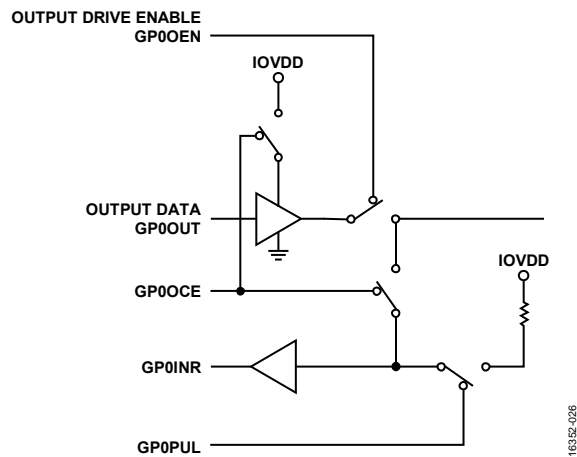 OUTPUT DRIVE ENABLE
GP0OEN
IOVDD
OUTPUT DATA
GP0OUT
IOVDD
GP0OCE
GP0INR
GP0PUL
16352-026